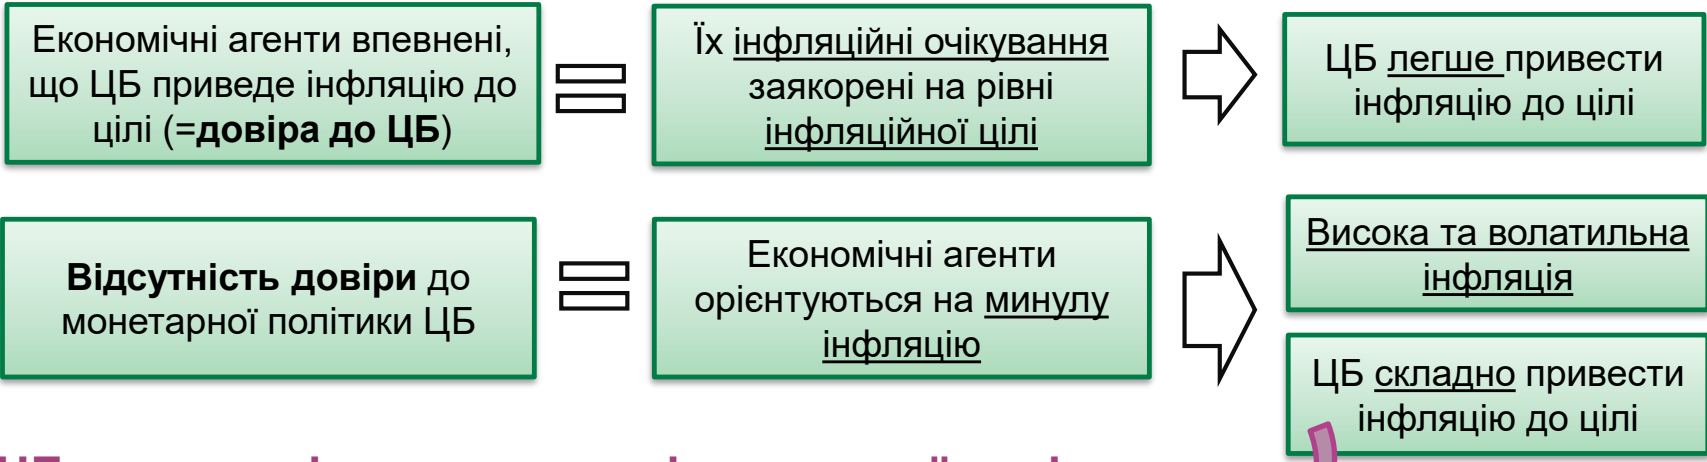 Економічні агенти впевнені,
що ЦБ приведе інфляцію до
цілі (=довіра до ЦБ)
Їх інфляційні очікування
заякорені на рівні
інфляційної цілі
ЦБ легше привести
інфляцію до цілі
Відсутність довіри до
монетарної політики ЦБ
Економічні агенти
орієнтуються на минулу
інфляцію
Висока та волатильна
інфляція
ЦБ складно привести
інфляцію до цілі